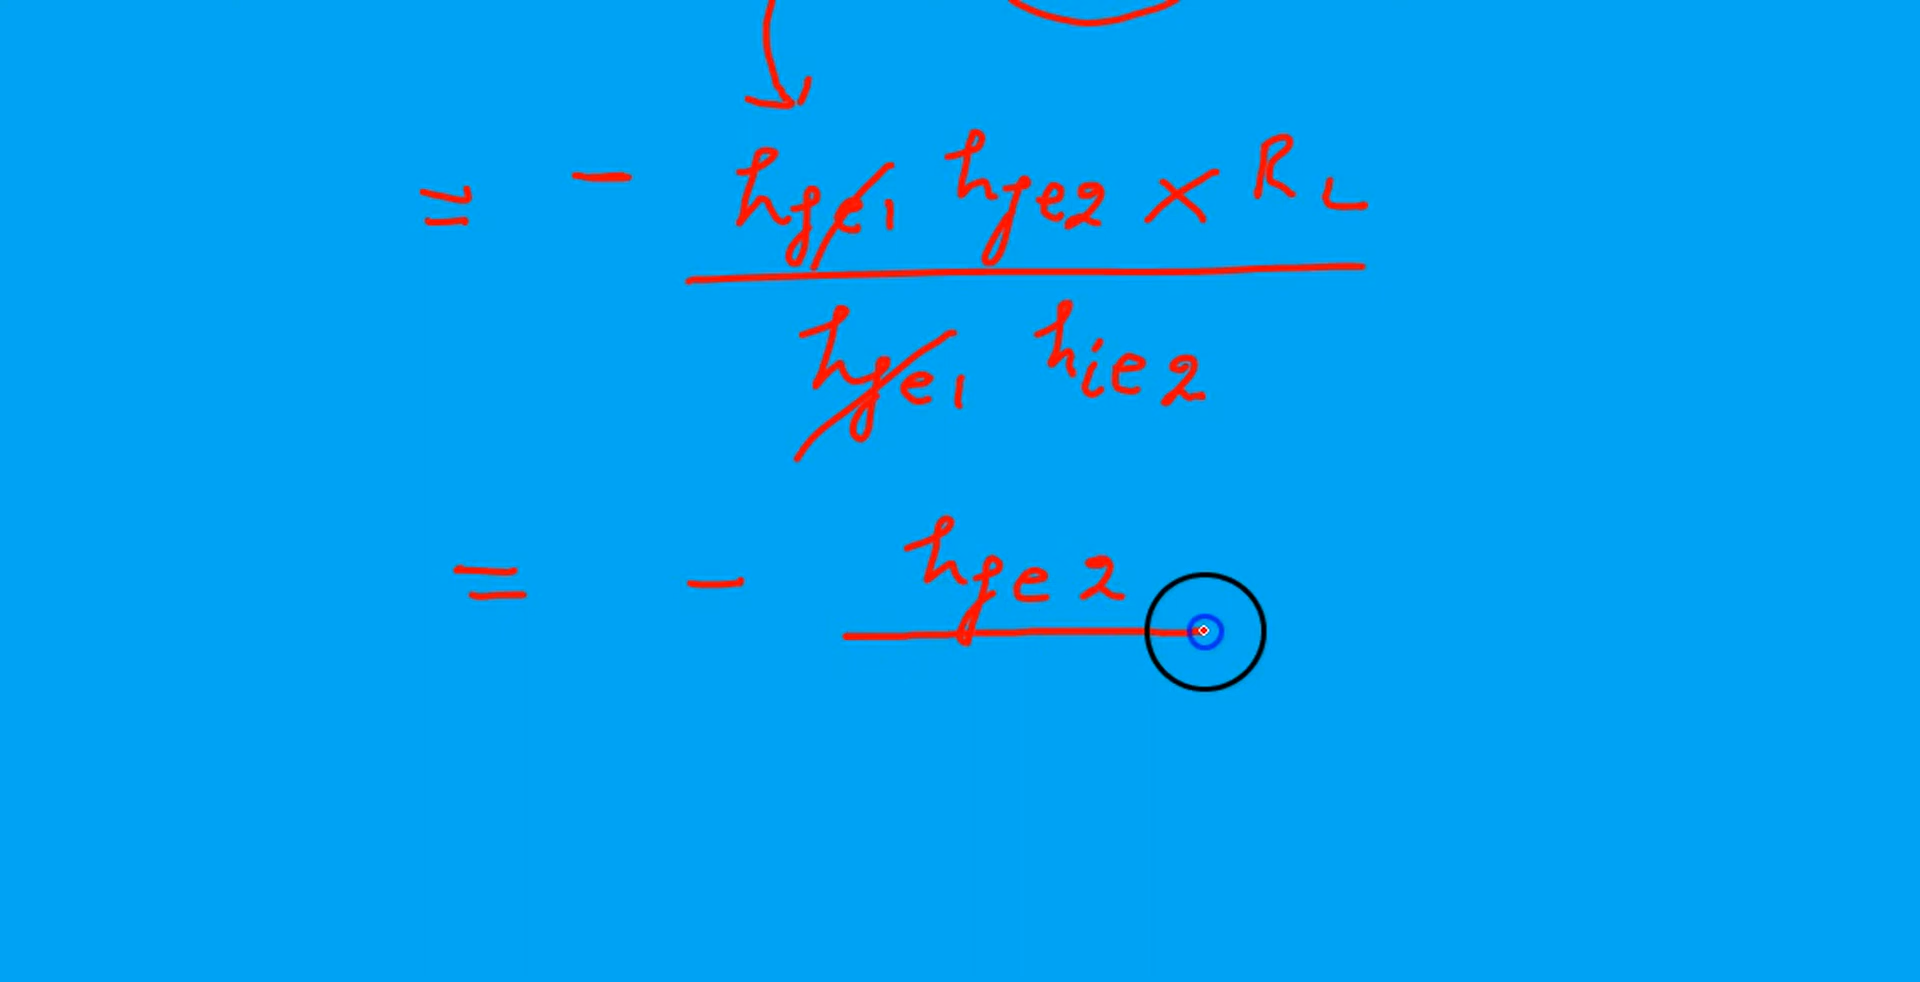 = - hfe1 hfe2 × RL
hfe1 hie2
= - hfe2